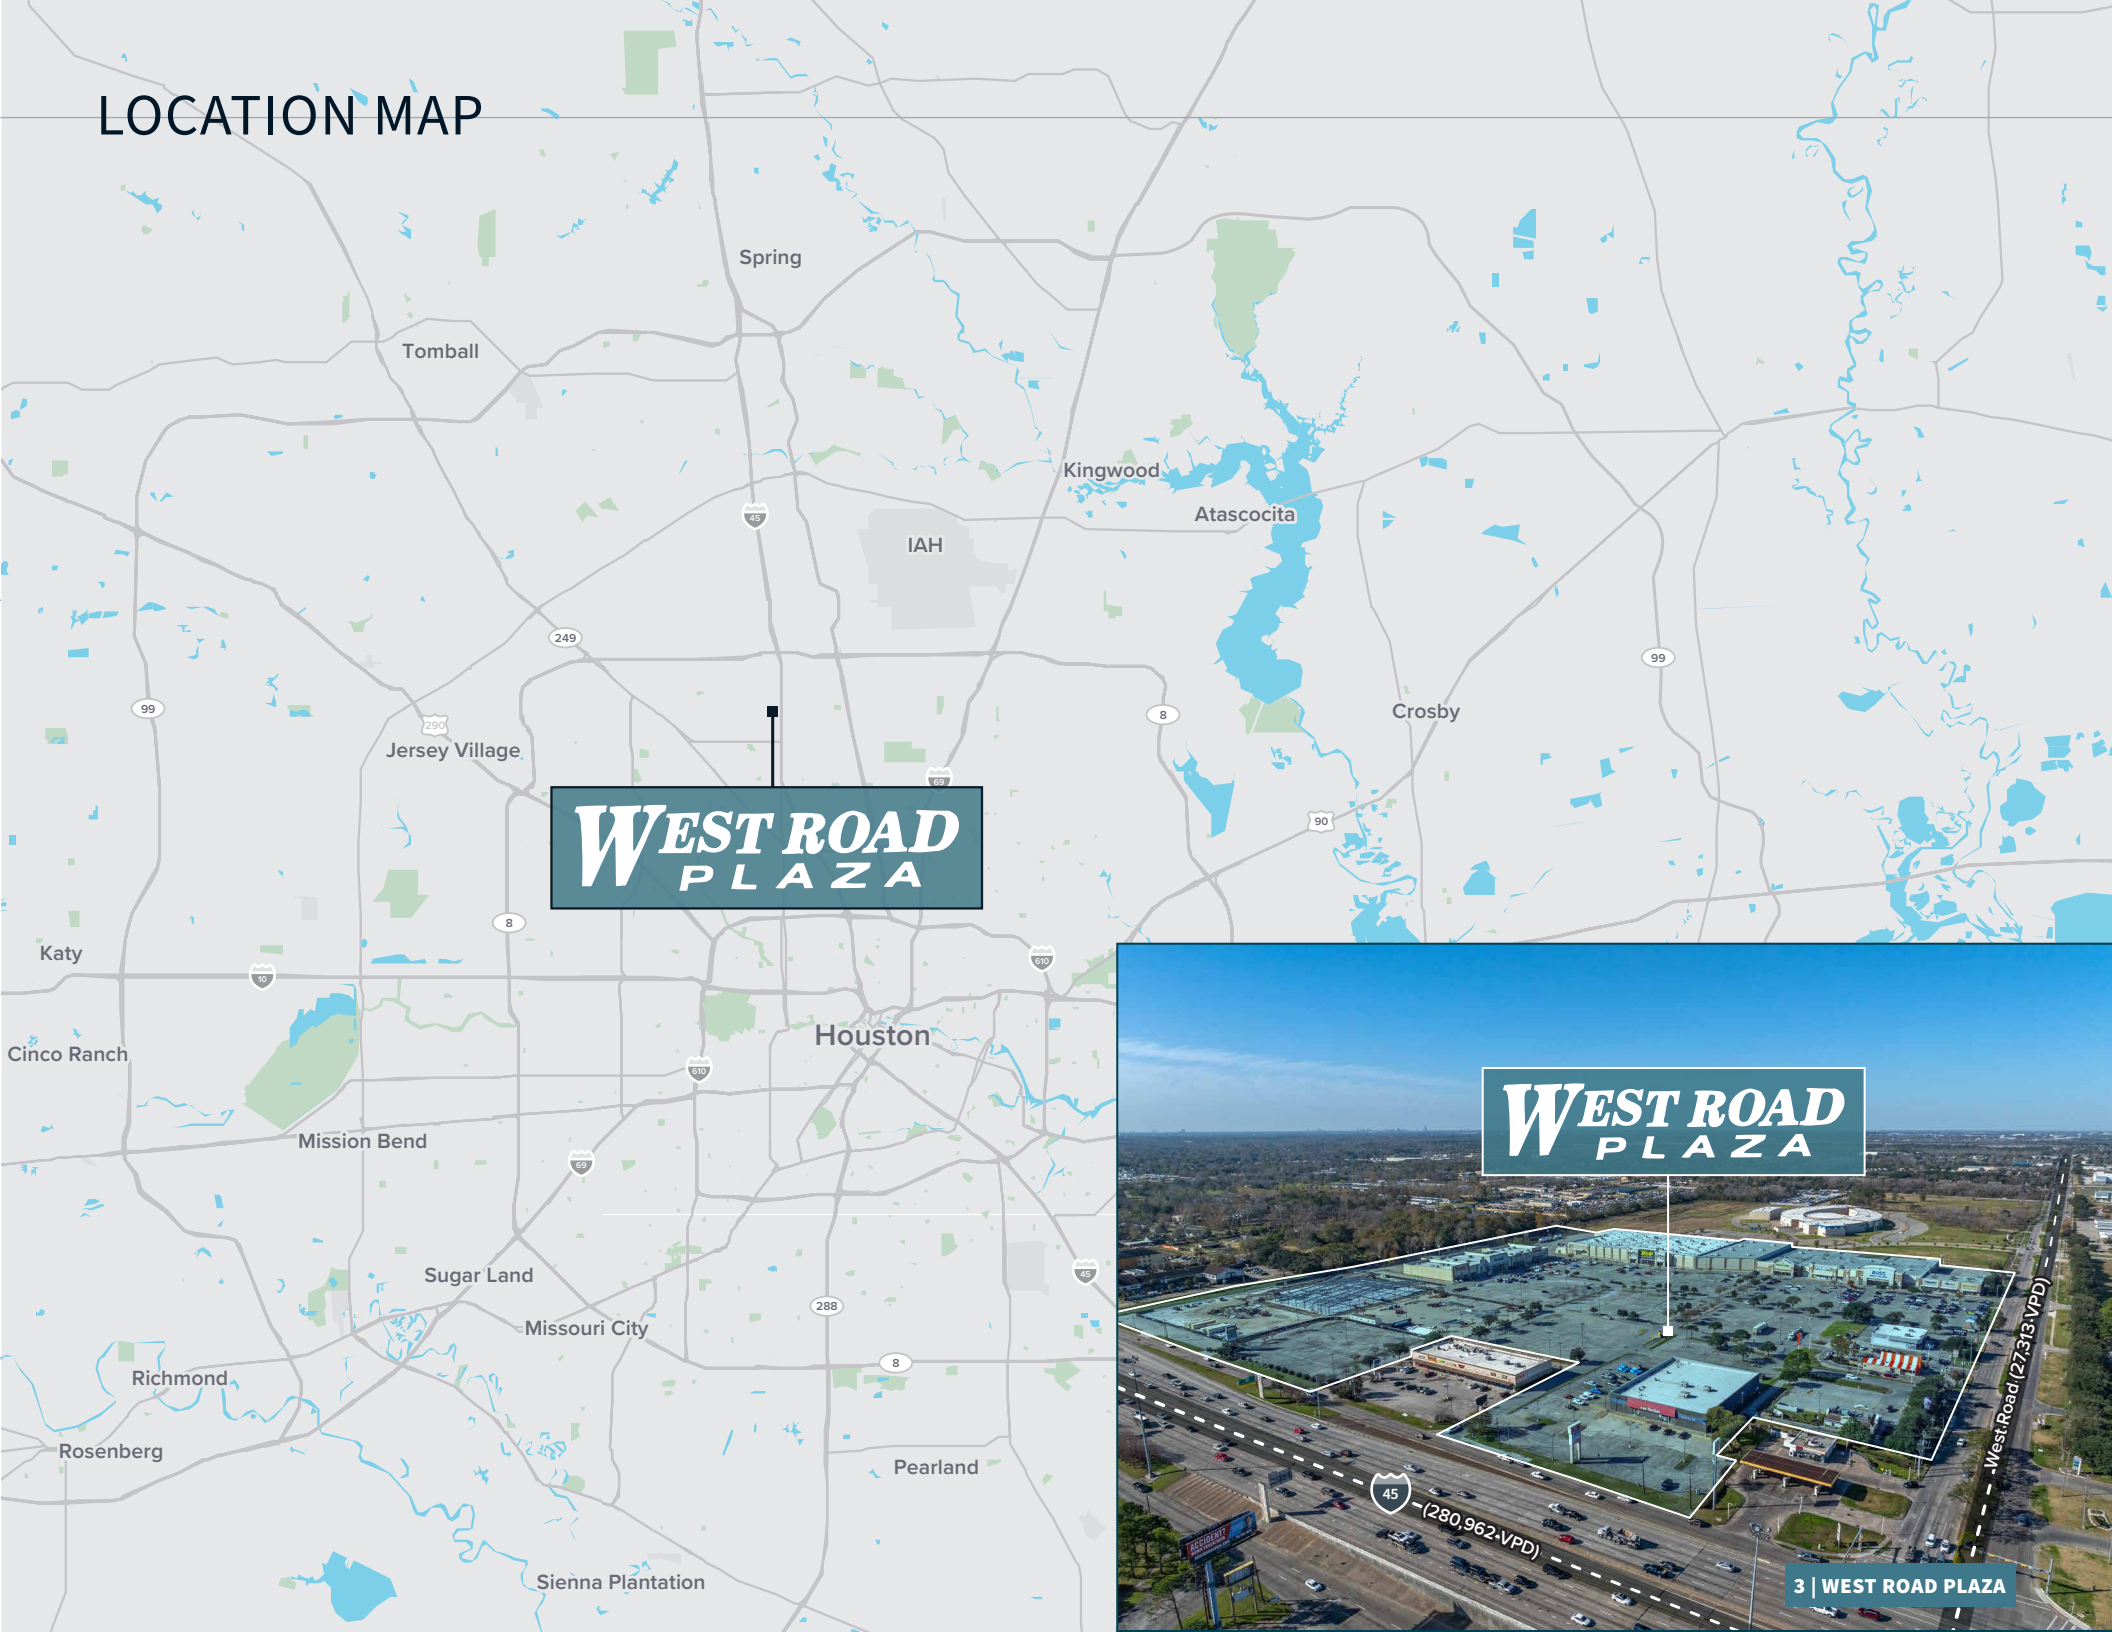 LOCATION MAP
Spring
Tomball
Kingwood
Atascocita
45
IAH
249
99
99
8
290
Jersey Village
Crosby
69
90
WEST ROAD
PLAZA
8
Katy
10
610
Houston
Cinco Ranch
610
Mission Bend
69
Sugar Land
45
288
Missouri City
8
Richmond
Rosenberg
Pearland
Sienna Plantation
WEST ROAD
PLAZA
West Road (27,313 VPD)
45
(280,962 VPD)
ACCIDENT?
3 | WEST ROAD PLAZA